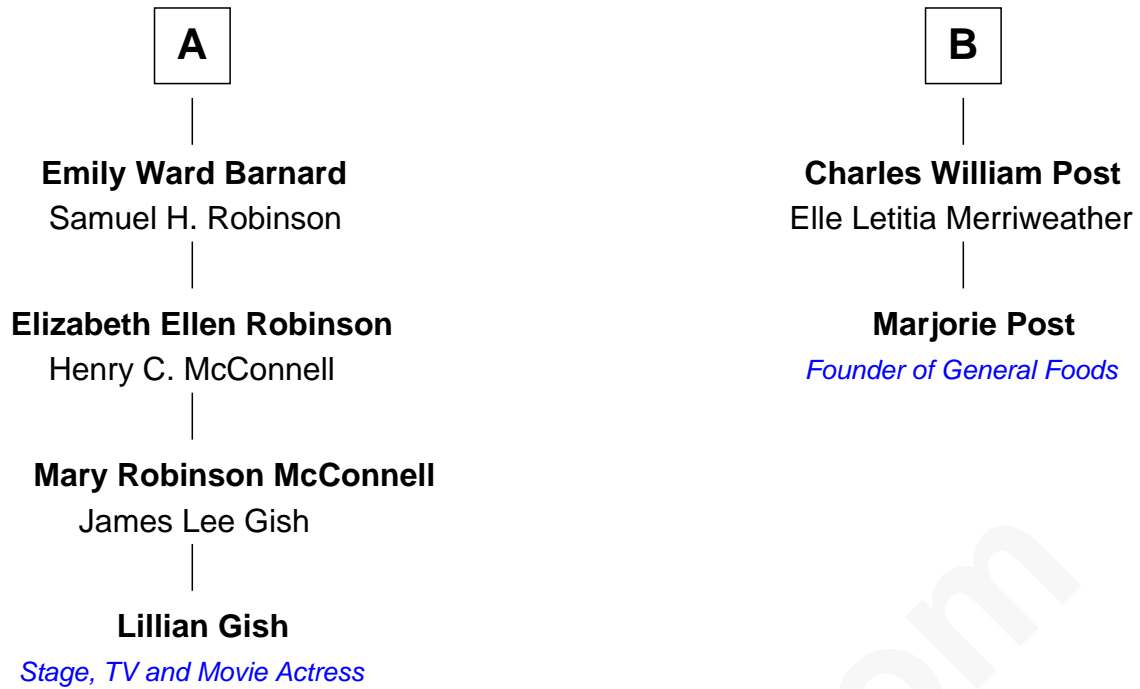 A
Emily Ward Barnard
Samuel H. Robinson
Elizabeth Ellen Robinson
Henry C. McConnell
Mary Robinson McConnell
James Lee Gish
Lillian Gish
Stage, TV and Movie Actress
B
Charles William Post
Elle Letitia Merriweather
Marjorie Post
Founder of General Foods
om